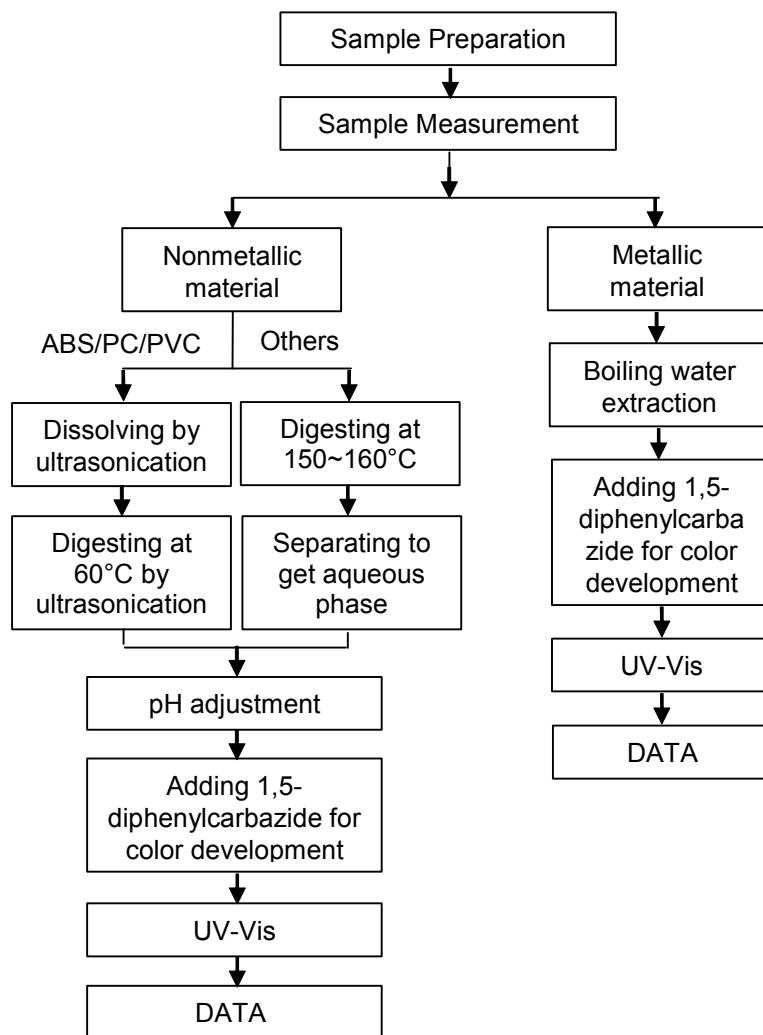 Sample Preparation
Sample Measurement
Nonmetallic
material
Metallic
material
ABS/PC/PVC
Others
Boiling water
extraction
Dissolving by
ultrasonication
Digesting at
150~160°C
Adding 1,5-
diphenylcarba
zide for color
development
Digesting at
60°C by
ultrasonication
Separating to
get aqueous
phase
UV-Vis
pH adjustment
DATA
Adding 1,5-
diphenylcarbazide for
color development
UV-Vis
DATA